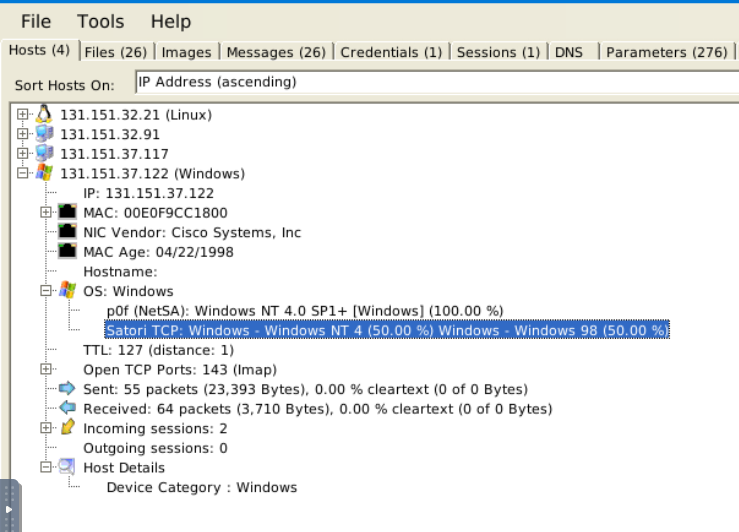 File Tools Help
Hosts (4) Files (26) Images Messages (26) Credentials (1) Sessions (1) DNS Parameters (276)
Sort Hosts On: IP Address (ascending)
131.151.32.21 (Linux)
131.151.32.91
131.151.37.117
131.151.37.122 (Windows)
IP: 131.151.37.122
MAC: 00E0F9CC1800
NIC Vendor: Cisco Systems, Inc
MAC Age: 04/22/1998
Hostname:
OS: Windows
p0f (NetSA): Windows NT 4.0 SP1+ [Windows] (100.00 %)
Satori TCP: Windows - Windows NT 4 (50.00 %) Windows - Windows 98 (50.00 %)
TTL: 127 (distance: 1)
Open TCP Ports: 143 (Imap)
Sent: 55 packets (23,393 Bytes), 0.00 % cleartext (0 of 0 Bytes)
Received: 64 packets (3,710 Bytes), 0.00 % cleartext (0 of 0 Bytes)
Incoming sessions: 2
Outgoing sessions: 0
Host Details
Device Category : Windows